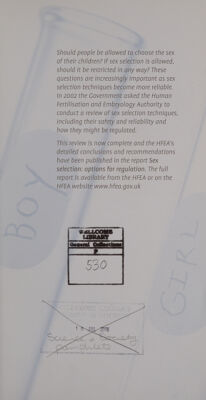 Should people be allowed to choose the sex
of their children? If sex selection is allowed,
should it be restricted in any way? These
questions are increasingly important as sex
selection techniques become more reliable.
In 2002 the Government asked the Human
Fertilisation and Embryology Authority to
conduct a review of sex selection techniques,
including their safety and reliability and
how they might be regulated.
This review is now complete and the HFEA's
detailed conclusions and recommendations
have been published in the report Sex
selection: options for regulation. The full
report is available from the HFEA or on the
HFEA website www.hfea.gov.uk
BOY
GIRL
WELLCOME
LIBRARY
General Collections
P
530
Science & Society
Pamphlets